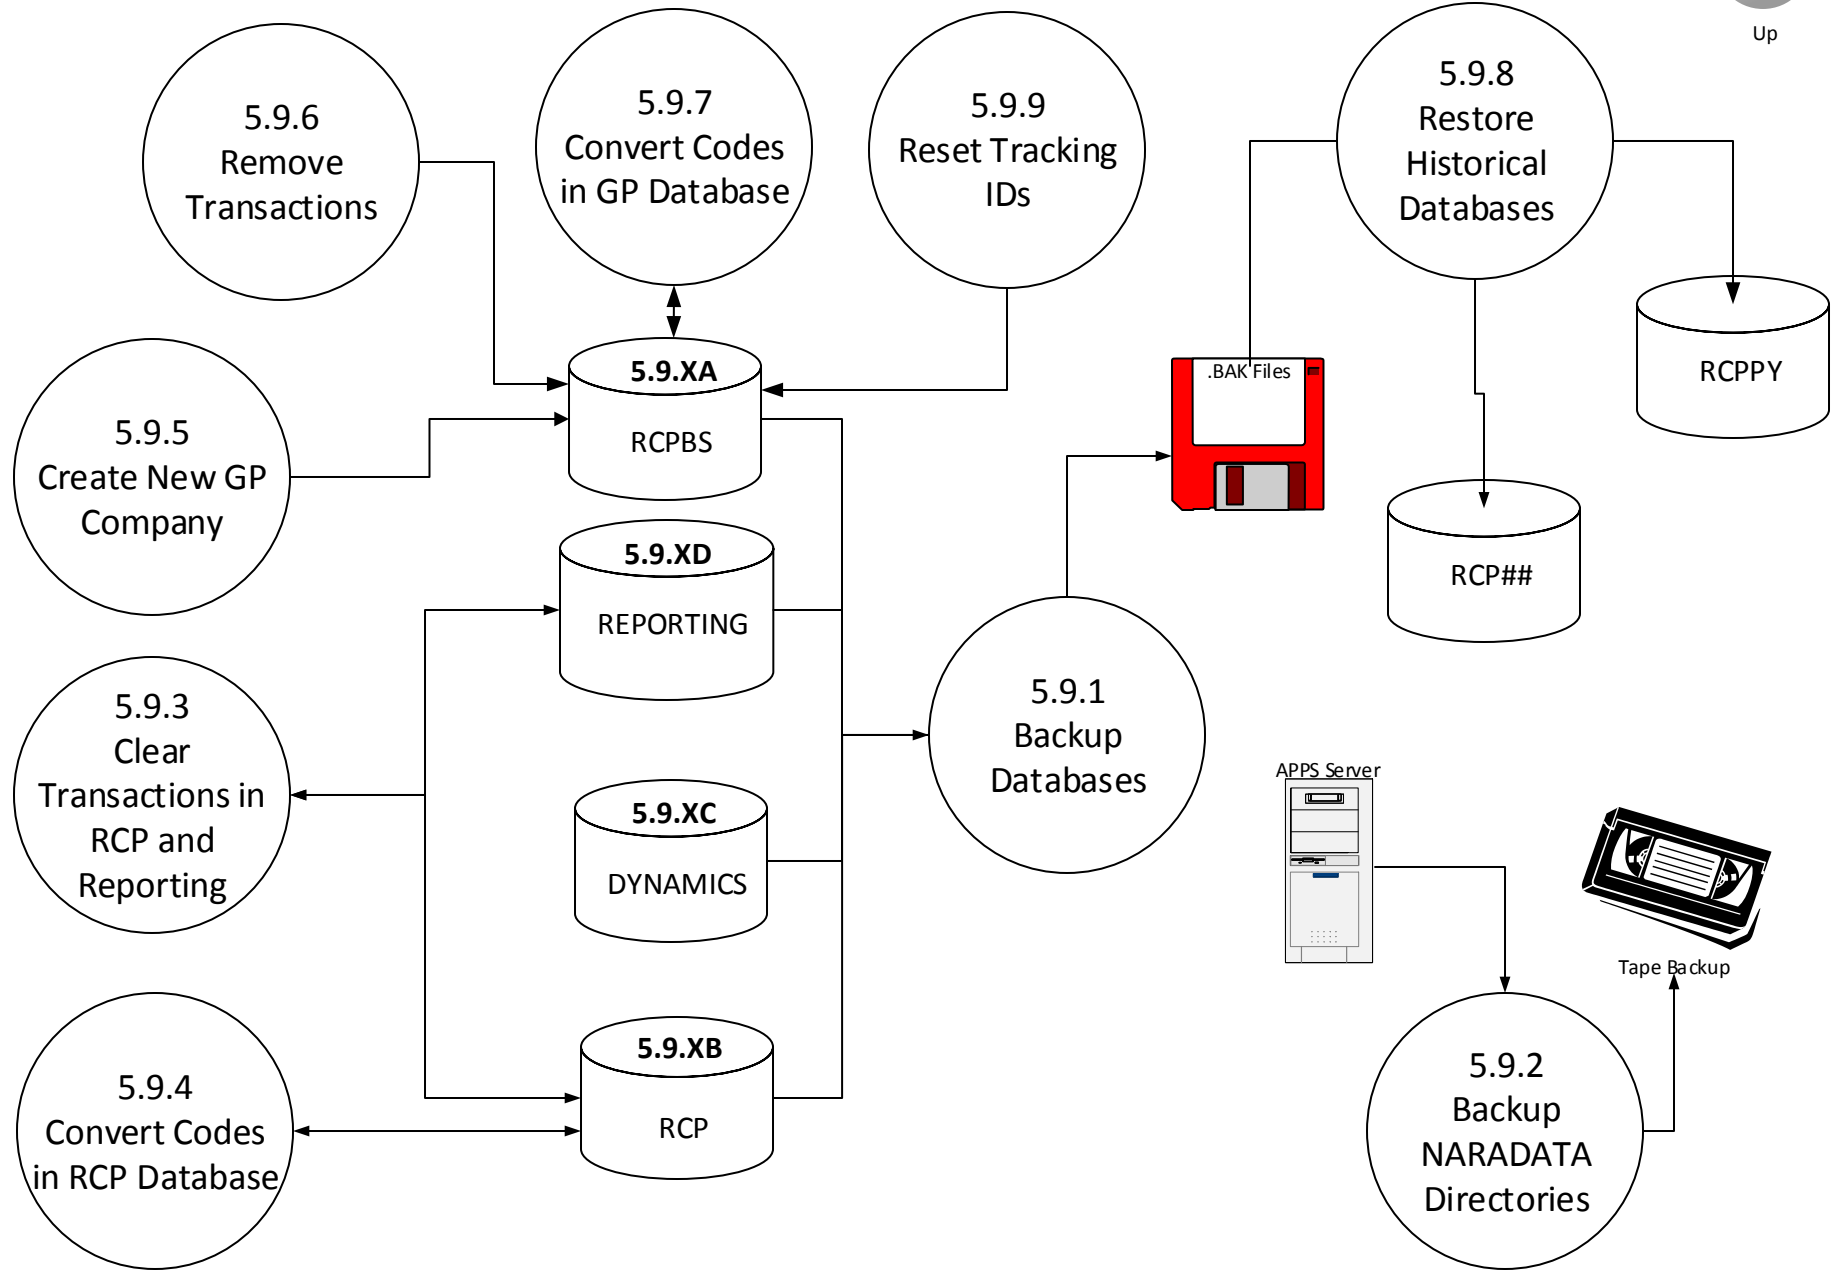 Up
5.9.6
Remove
Transactions
5.9.7
Convert Codes
in GP Database
5.9.9
Reset Tracking
IDs
5.9.8
Restore
Historical
Databases
5.9.XA
RCPBS
.BAK Files
RCPPY
5.9.5
Create New GP
Company
5.9.XD
REPORTING
RCP##
5.9.3
Clear
Transactions in
RCP and
Reporting
5.9.1
Backup
Databases
5.9.XC
DYNAMICS
APPS Server
Tape Backup
5.9.4
Convert Codes
in RCP Database
5.9.XB
RCP
5.9.2
Backup
NARADATA
Directories